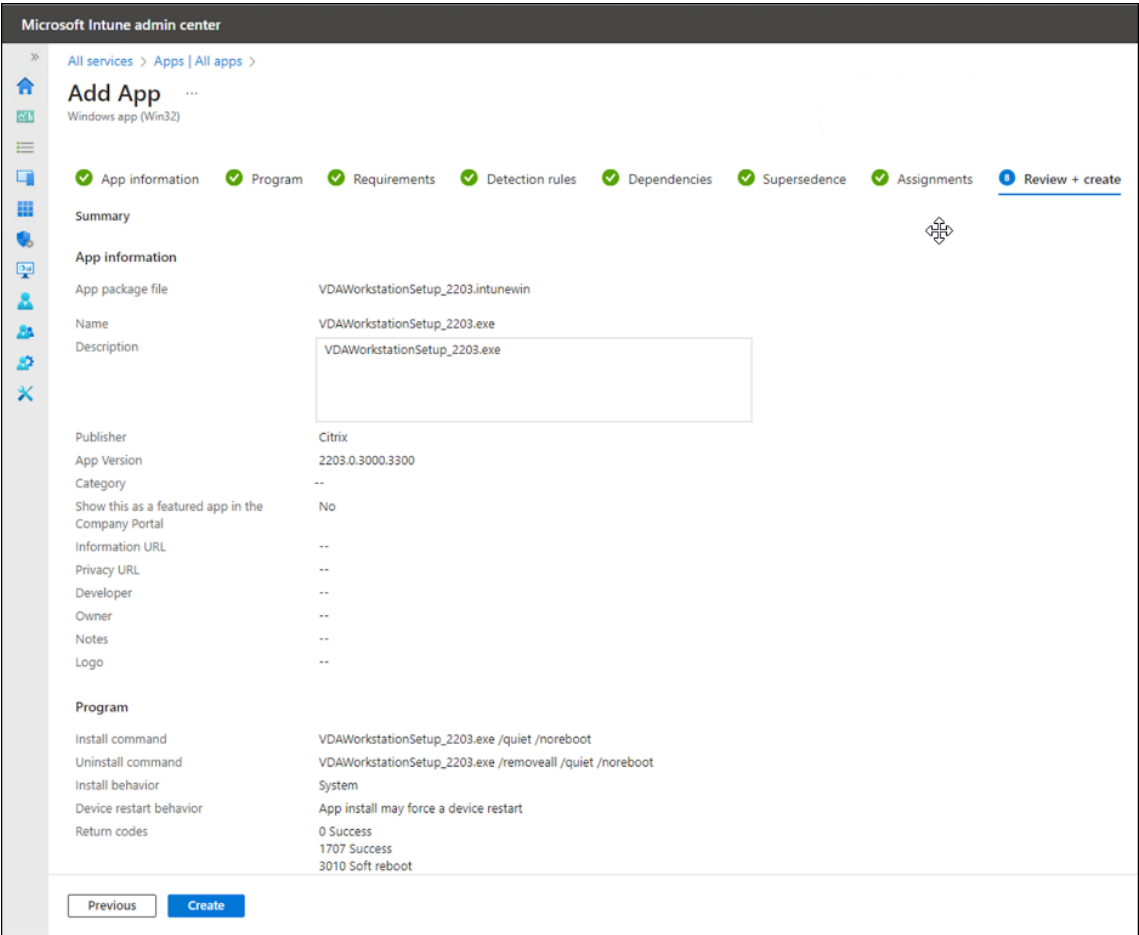 Microsoft Intune admin center
»
All services > Apps | All apps >
Add App ...
Windows app (Win32)
App information Program Requirements Detection rules Dependencies Supersedence Assignments 8 Review + create
Summary
App information
App package file VDAWorkstationSetup_2203.intunewin
Name VDAWorkstationSetup_2203.exe
Description VDAWorkstationSetup_2203.exe
Publisher Citrix
App Version 2203.0.3000.3300
Category --
Show this as a featured app in the No
Company Portal
Information URL --
Privacy URL --
Developer --
Owner --
Notes --
Logo --
Program
Install command VDAWorkstationSetup_2203.exe /quiet /noreboot
Uninstall command VDAWorkstationSetup_2203.exe /removeall /quiet /noreboot
Install behavior System
Device restart behavior App install may force a device restart
Return codes 0 Success
1707 Success
3010 Soft reboot
Previous Create